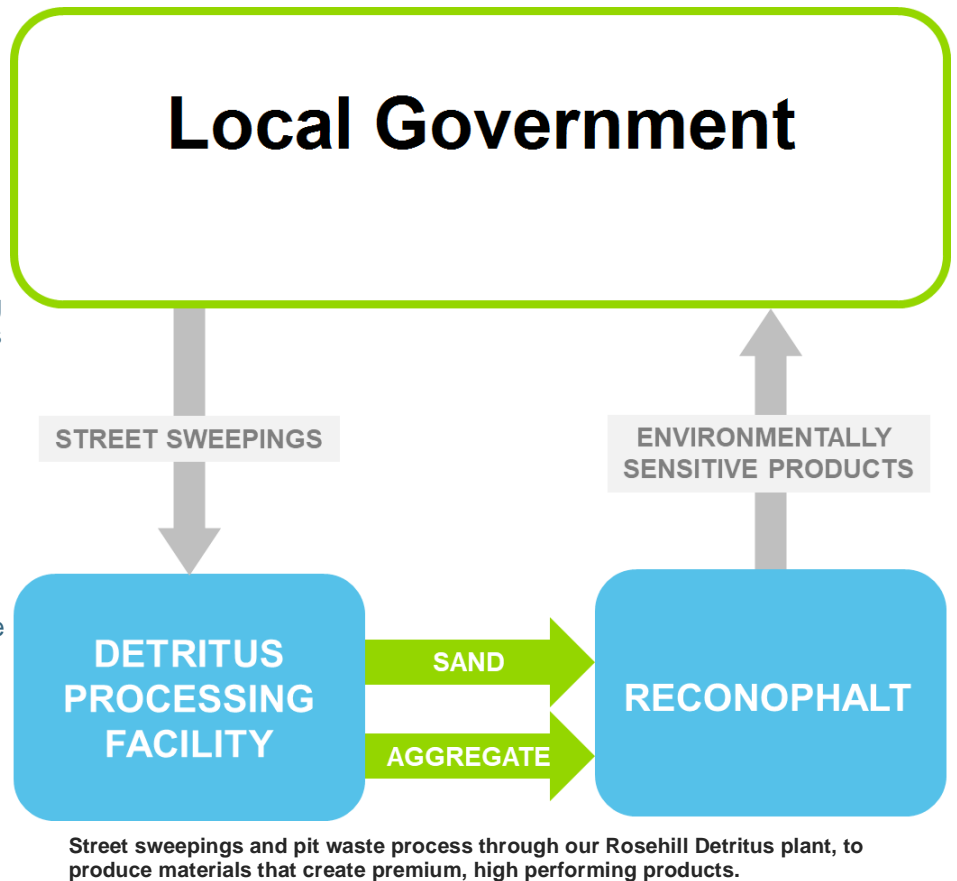 Local Government
STREET SWEEPINGS
ENVIRONMENTALLY
SENSITIVE PRODUCTS
DETRITUS
PROCESSING
FACILITY
SAND
AGGREGATE
RECONOPHALT
Street sweepings and pit waste process through our Rosehill Detritus plant, to
produce materials that create premium, high performing products.